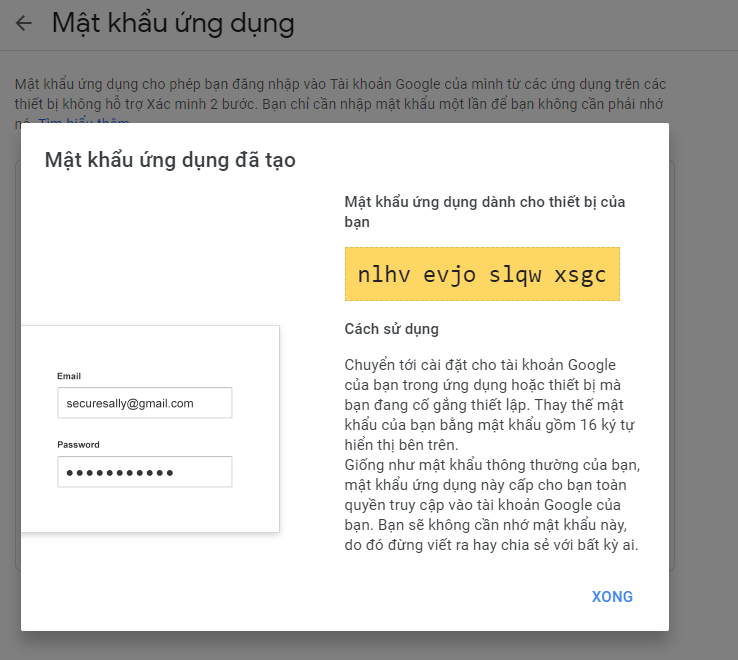 Mật khẩu ứng dụng
Mật khẩu ứng dụng cho phép bạn đăng nhập vào Tài khoản Google của mình từ các ứng dụng trên các
thiết bị không hỗ trợ Xác minh 2 bước. Bạn chỉ cần nhập mật khẩu một lần để bạn không cần phải nhớ
nó. Tìm hiểu thêm
Mật khẩu ứng dụng đã tạo
Mật khẩu ứng dụng dành cho thiết bị của
bạn
nlhv evjo slqw xsgc
Email
securesally@gmail.com
Password
Cách sử dụng
Chuyển tới cài đặt cho tài khoản Google
của bạn trong ứng dụng hoặc thiết bị mà
bạn đang cố gắng thiết lập. Thay thế mật
khẩu của bạn bằng mật khẩu gồm 16 ký tự
hiển thị bên trên.
Giống như mật khẩu thông thường của bạn,
mật khẩu ứng dụng này cấp cho bạn toàn
quyền truy cập vào tài khoản Google của
bạn. Bạn sẽ không cần nhớ mật khẩu này,
do đó đừng viết ra hay chia sẻ với bất kỳ ai.
XONG